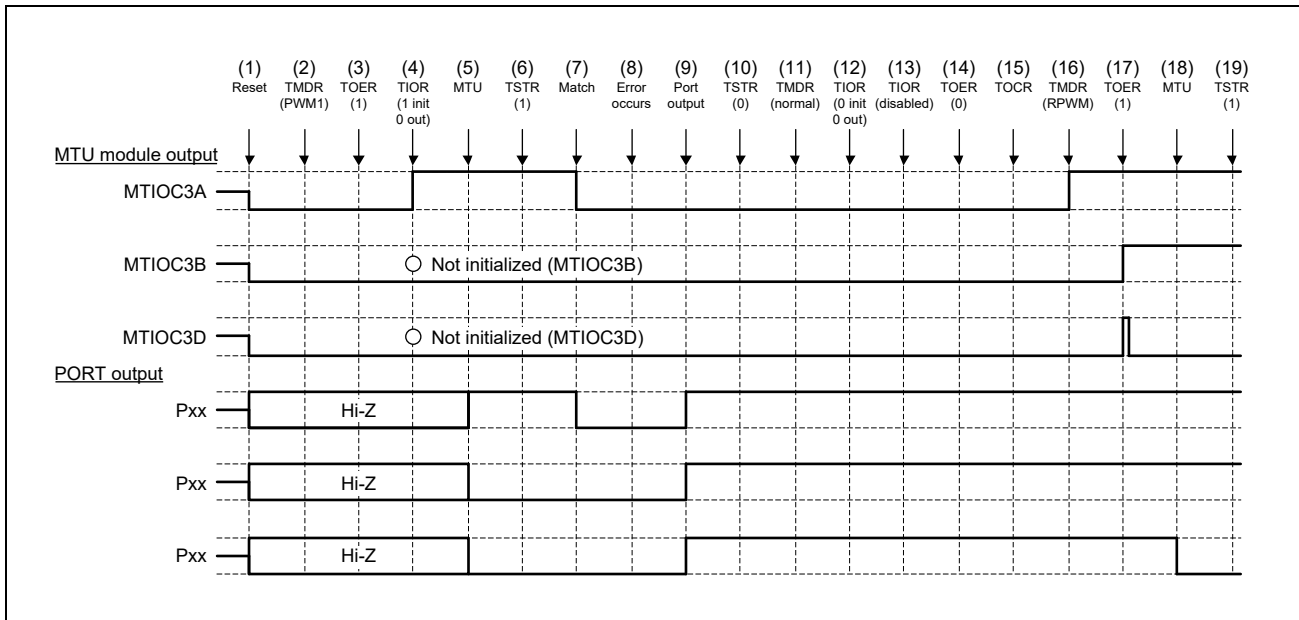 (1) (2) (3) (4) (5) (6) (7) (8) (9) (10) (11) (12) (13) (14) (15) (16) (17) (18) (19)
Reset TMDR TOER TIOR MTU TSTR Match Error Port TSTR TMDR TIOR TIOR TOER TOCR TMDR TOER MTU TSTR
(PWM1) (1) (1 init (1) occurs output (0) (normal) (0 init (disabled) (0) (RPWM) (1) (1)
0 out) 0 out)
MTU module output
MTIOC3A
MTIOC3B Not initialized (MTIOC3B)
MTIOC3D Not initialized (MTIOC3D)
PORT output
Pxx Hi-Z
Pxx Hi-Z
Pxx Hi-Z